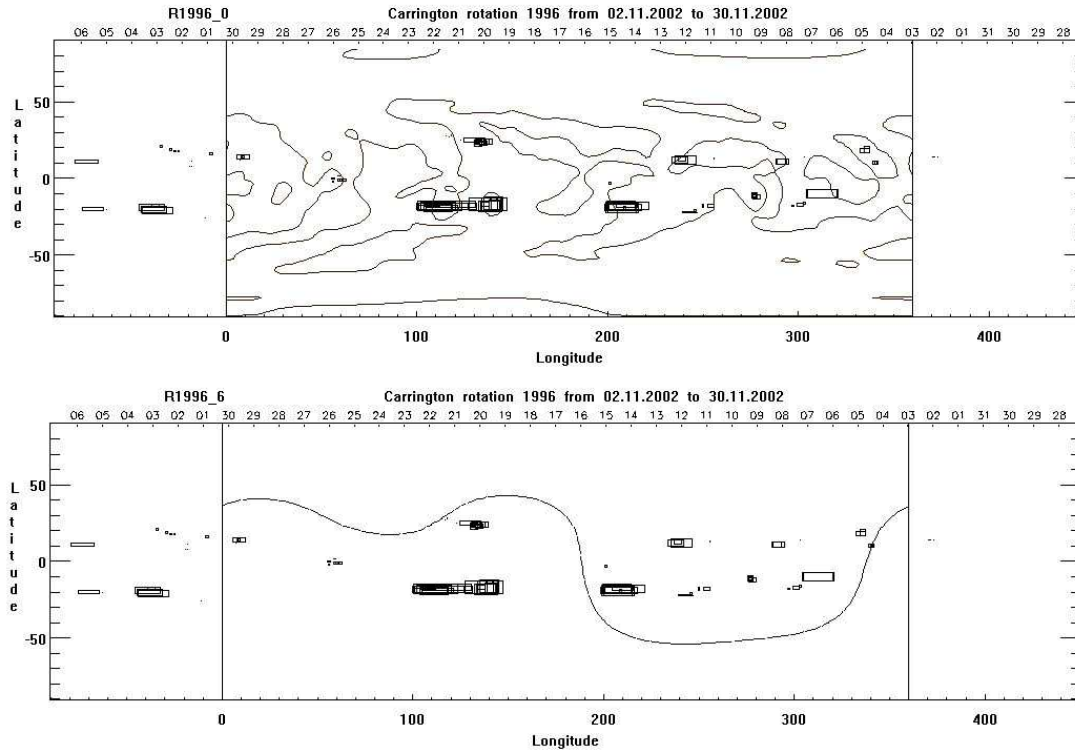 R1996_0 Carrington rotation 1996 from 02.11.2002 to 30.11.2002
06 05 04 03 02 01 30 29 28 27 26 25 24 23 22 21 20 19 18 17 16 15 14 13 12 11 10 09 08 07 06 05 04 03 02 01 31 30 29 28
Latitude
50
0
-50
0 100 200 300 400
Longitude
R1996_6 Carrington rotation 1996 from 02.11.2002 to 30.11.2002
06 05 04 03 02 01 30 29 28 27 26 25 24 23 22 21 20 19 18 17 16 15 14 13 12 11 10 09 08 07 06 05 04 03 02 01 31 30 29 28
Latitude
50
0
-50
0 100 200 300 400
Longitude